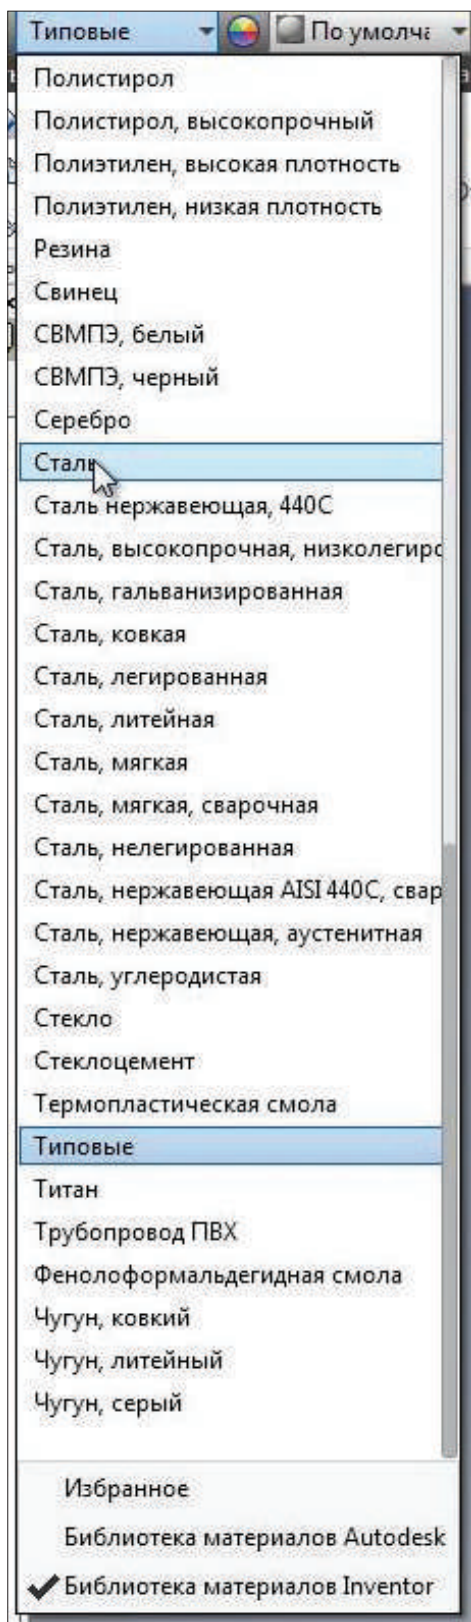 Типовые По умолча
Полистирол
Полистирол, высокопрочный
Полиэтилен, высокая плотность
Полиэтилен, низкая плотность
Резина
Свинец
СВМПЭ, белый
СВМПЭ, черный
Серебро
Сталь
Сталь нержавеющая, 440C
Сталь, высокопрочная, низколегиро
Сталь, гальванизированная
Сталь, ковкая
Сталь, легированная
Сталь, литейная
Сталь, мягкая
Сталь, мягкая, сварочная
Сталь, нелегированная
Сталь, нержавеющая AISI 440C, свар
Сталь, нержавеющая, аустенитная
Сталь, углеродистая
Стекло
Стеклоцемент
Термопластическая смола
Типовые
Титан
Трубопровод ПВХ
Фенолоформальдегидная смола
Чугун, ковкий
Чугун, литейный
Чугун, серый
Избранное
Библиотека материалов Autodesk
Библиотека материалов Inventor